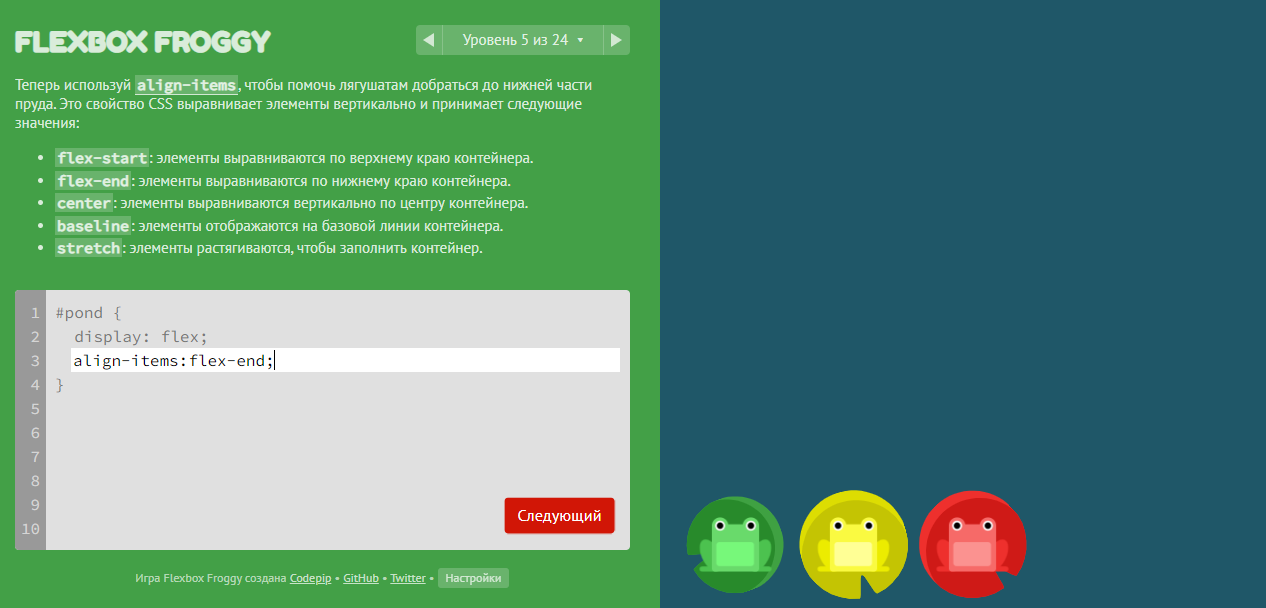 FLEXBOX FROGGY
Уровень 5 из 24
Теперь используй align-items, чтобы помочь лягушатам добраться до нижней части
пруда. Это свойство CSS выравнивает элементы вертикально и принимает следующие
значения:
• flex-start: элементы выравниваются по верхнему краю контейнера.
• flex-end: элементы выравниваются по нижнему краю контейнера.
• center: элементы выравниваются вертикально по центру контейнера.
• baseline: элементы отображаются на базовой линии контейнера.
• stretch: элементы растягиваются, чтобы заполнить контейнер.
1 #pond {
2 display: flex;
3 align-items:flex-end;
4 }
5
6
7
8
9
10
Следующий
Игра Flexbox Froggy создана Codepip • GitHub • Twitter • Настройки